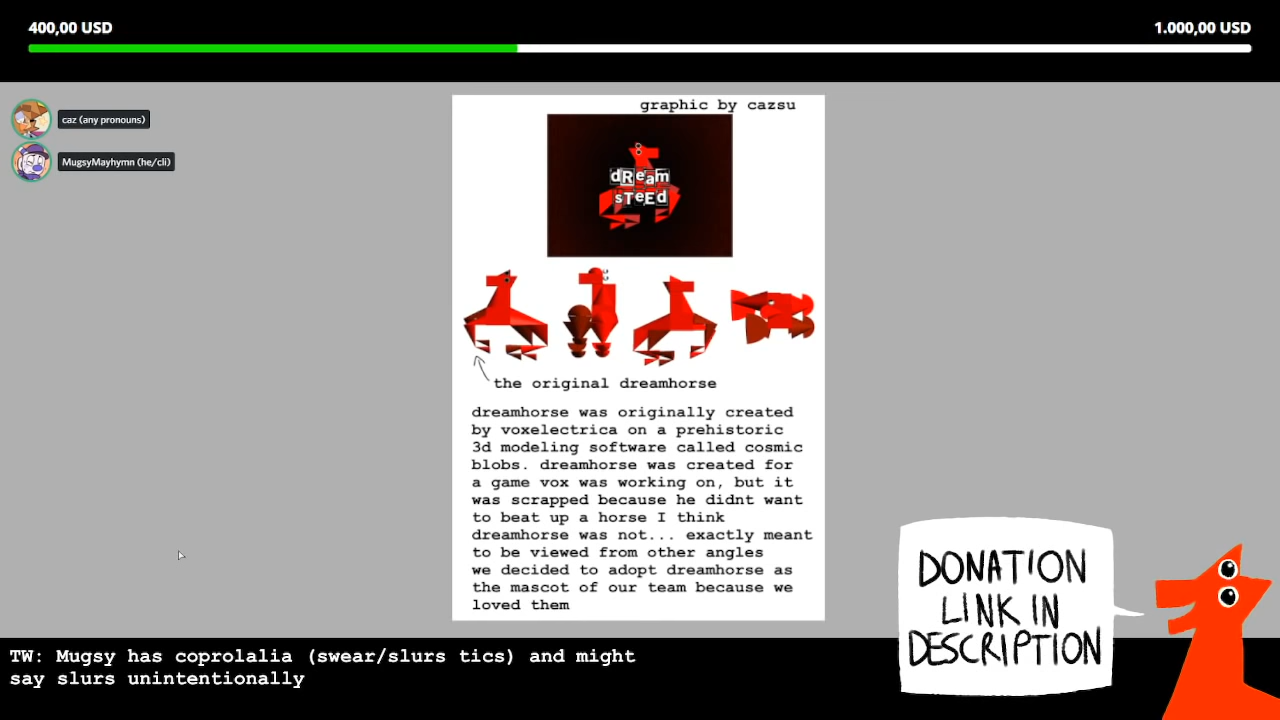 400,00 USD
1.000,00 USD
caz (any pronouns)
MugsyMayhymn (he/cli)
graphic by cazsu
dReam
sTeEd
the original dreamhorse
dreamhorse was originally created
by voxelectrica on a prehistoric
3d modeling software called cosmic
blobs. dreamhorse was created for
a game vox was working on, but it
was scrapped because he didnt want
to beat up a horse I think
dreamhorse was not... exactly meant
to be viewed from other angles
we decided to adopt dreamhorse as
the mascot of our team because we
loved them
DONATION
LINK IN
DESCRIPTION
TW: Mugsy has coprolalia (swear/slurs tics) and might
say slurs unintentionally